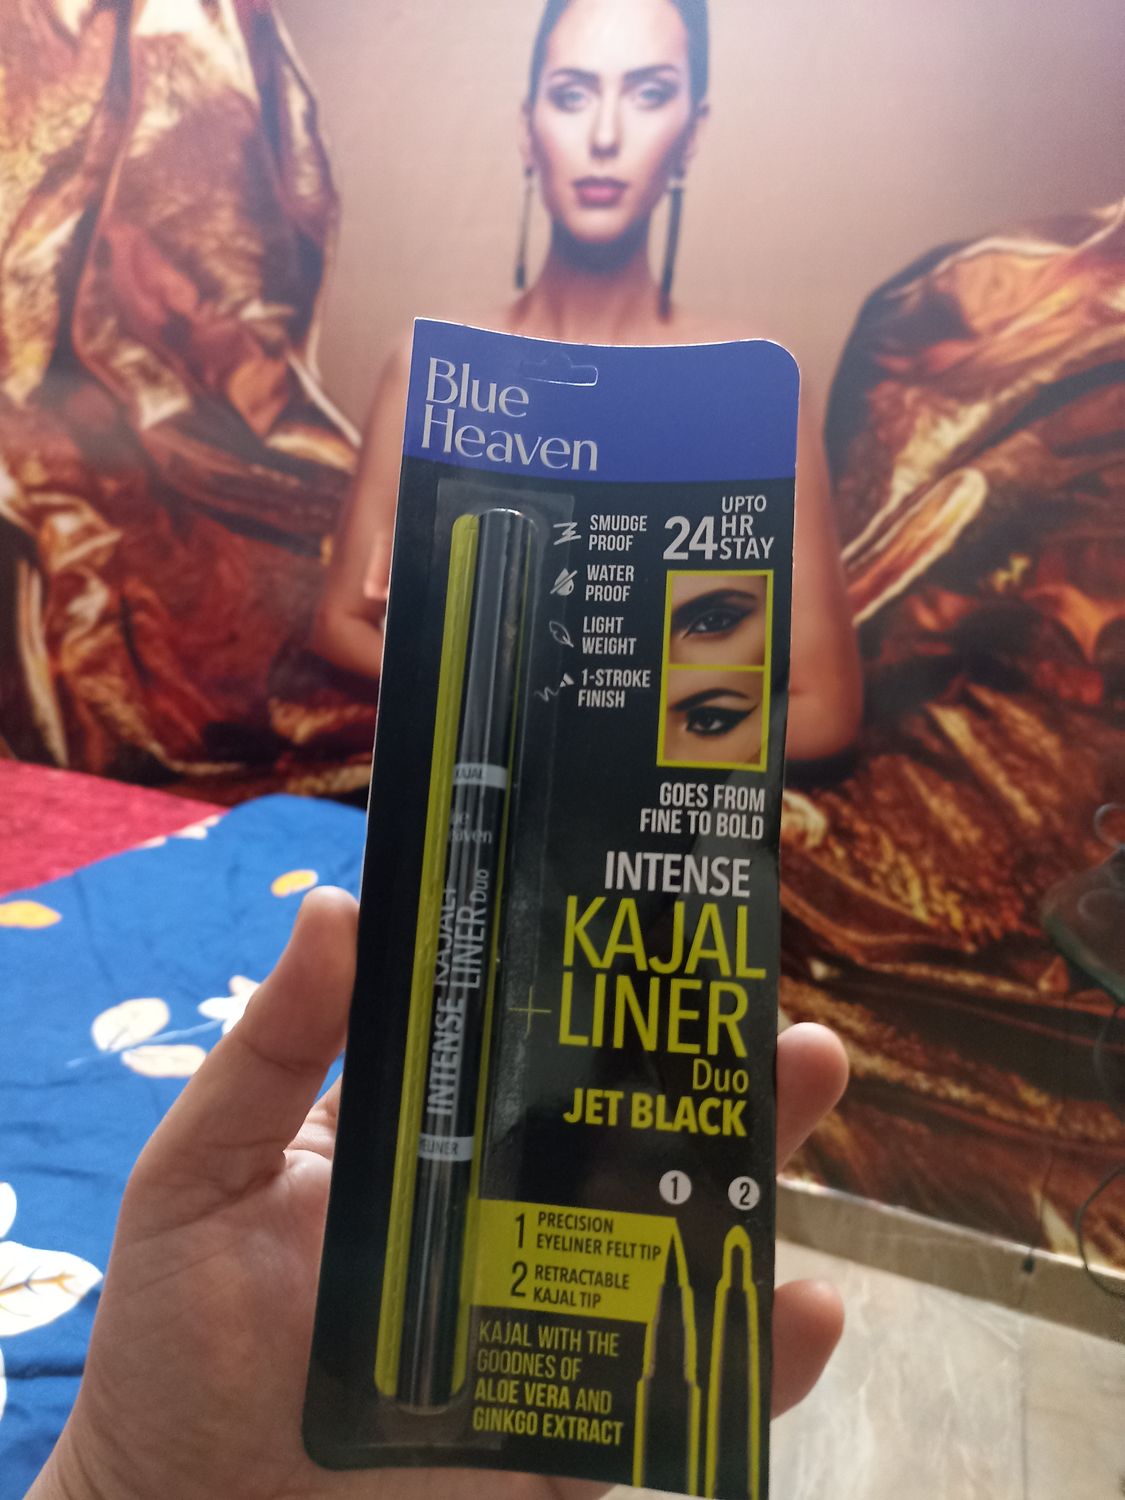 Blue
Heaven
SMUDGE
PROOF
WATER
PROOF
LIGHT
WEIGHT
1-STROKE
FINISH
UPTO
24 HR
STAY
GOES FROM
FINE TO BOLD
INTENSE
KAJAL
+LINER
Duo
JET BLACK
KAJAL
Heaven
INTENSE KAJAL+
LINER Duo
1
2
1 PRECISION
EYELINER FELT TIP
2 RETRACTABLE
KAJAL TIP
KAJAL WITH THE
GOODNES OF
ALOE VERA AND
GINKGO EXTRACT